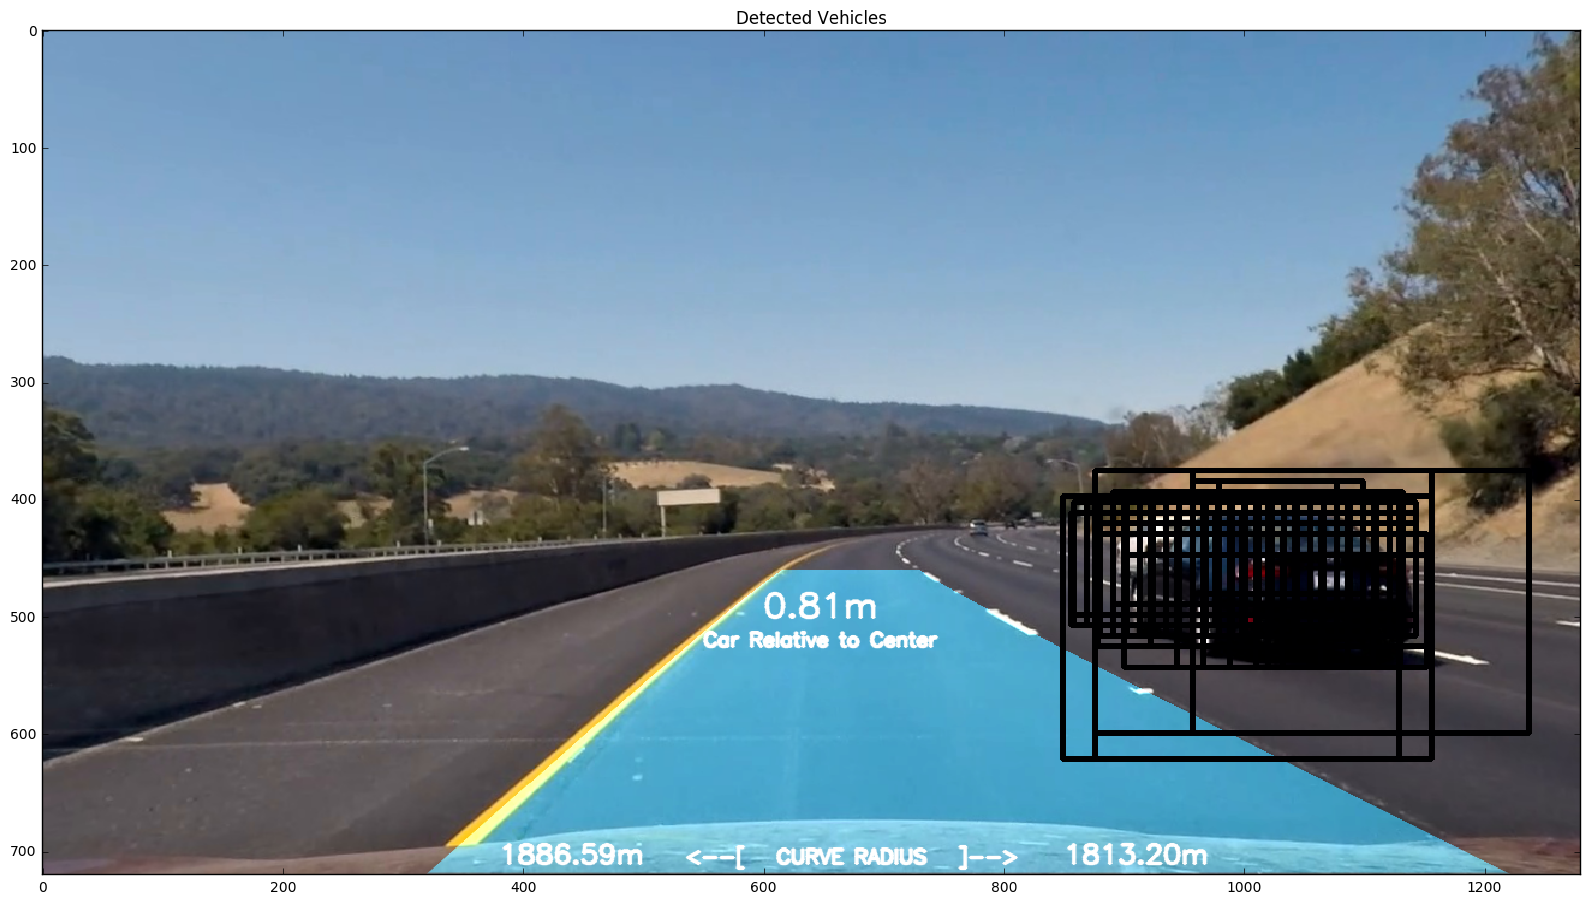 Detected Vehicles
0
100
200
300
400
500
600
700
0.81m
Car Relative to Center
1886.59m <--[ CURVE RADIUS ]--> 1813.20m
0 200 400 600 800 1000 1200